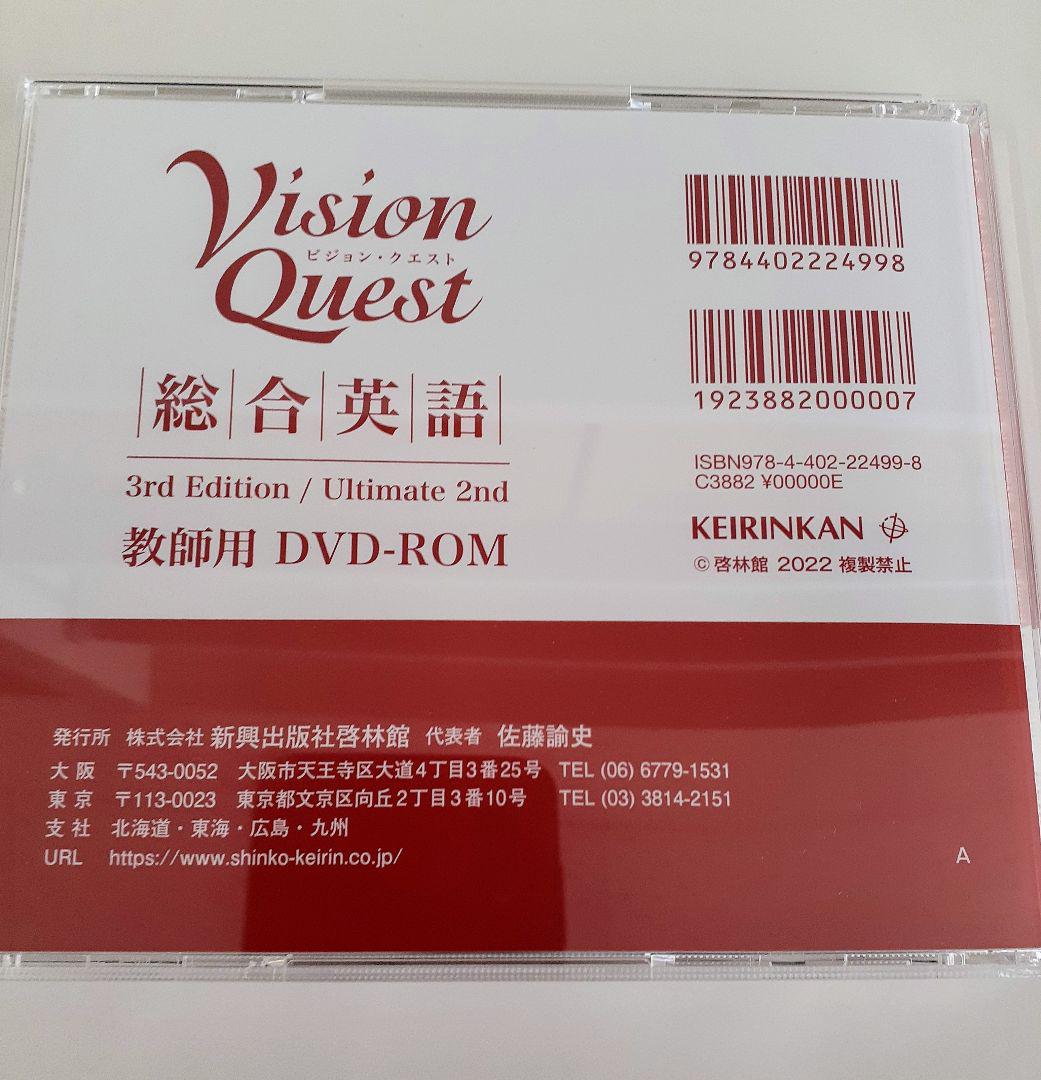 Vision
ビジョン・クエスト
Quest
総合英語
3rd Edition / Ultimate 2nd
教師用 DVD-ROM
9784402224998
1923882000007
ISBN978-4-402-22499-8
C3882 ¥00000E
KEIRINKAN
©啓林館 2022 複製禁止
発行所 株式会社 新興出版社啓林館 代表者 佐藤諭史
大阪 〒543-0052 大阪市天王寺区大道4丁目3番25号 TEL (06) 6779-1531
東京 〒113-0023 東京都文京区向丘2丁目3番10号 TEL (03) 3814-2151
支社 北海道・東海・広島・九州
URL https://www.shinko-keirin.co.jp/
A